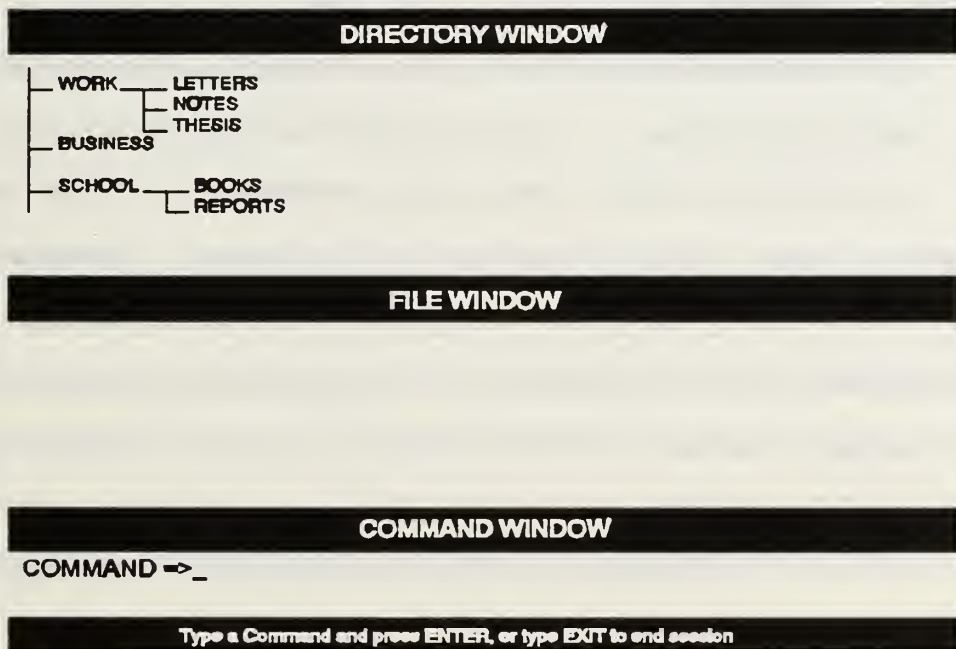 DIRECTORY WINDOW
WORK LETTERS
NOTES
THESIS
BUSINESS
SCHOOL BOOKS
REPORTS
FILE WINDOW
COMMAND WINDOW
COMMAND =>_
Type a Command and press ENTER, or type EXIT to end session